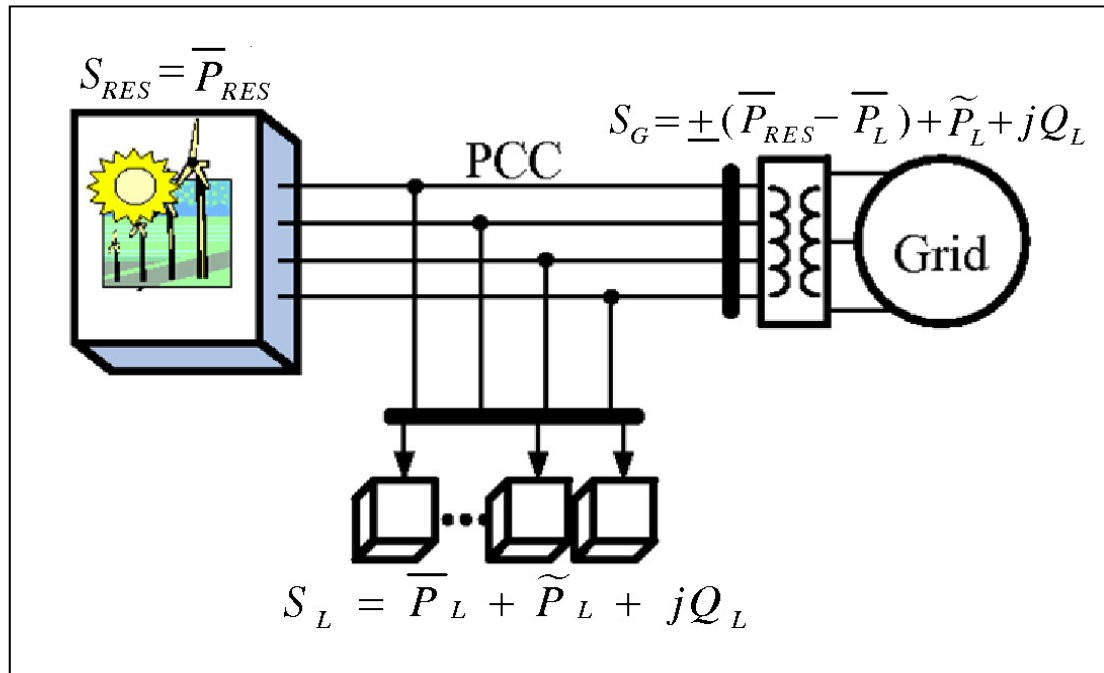 S_RES = P̅_RES
S_G = ±(P̅_RES − P̅_L) + P̃_L + jQ_L
PCC
Grid
S_L = P̅_L + P̃_L + jQ_L